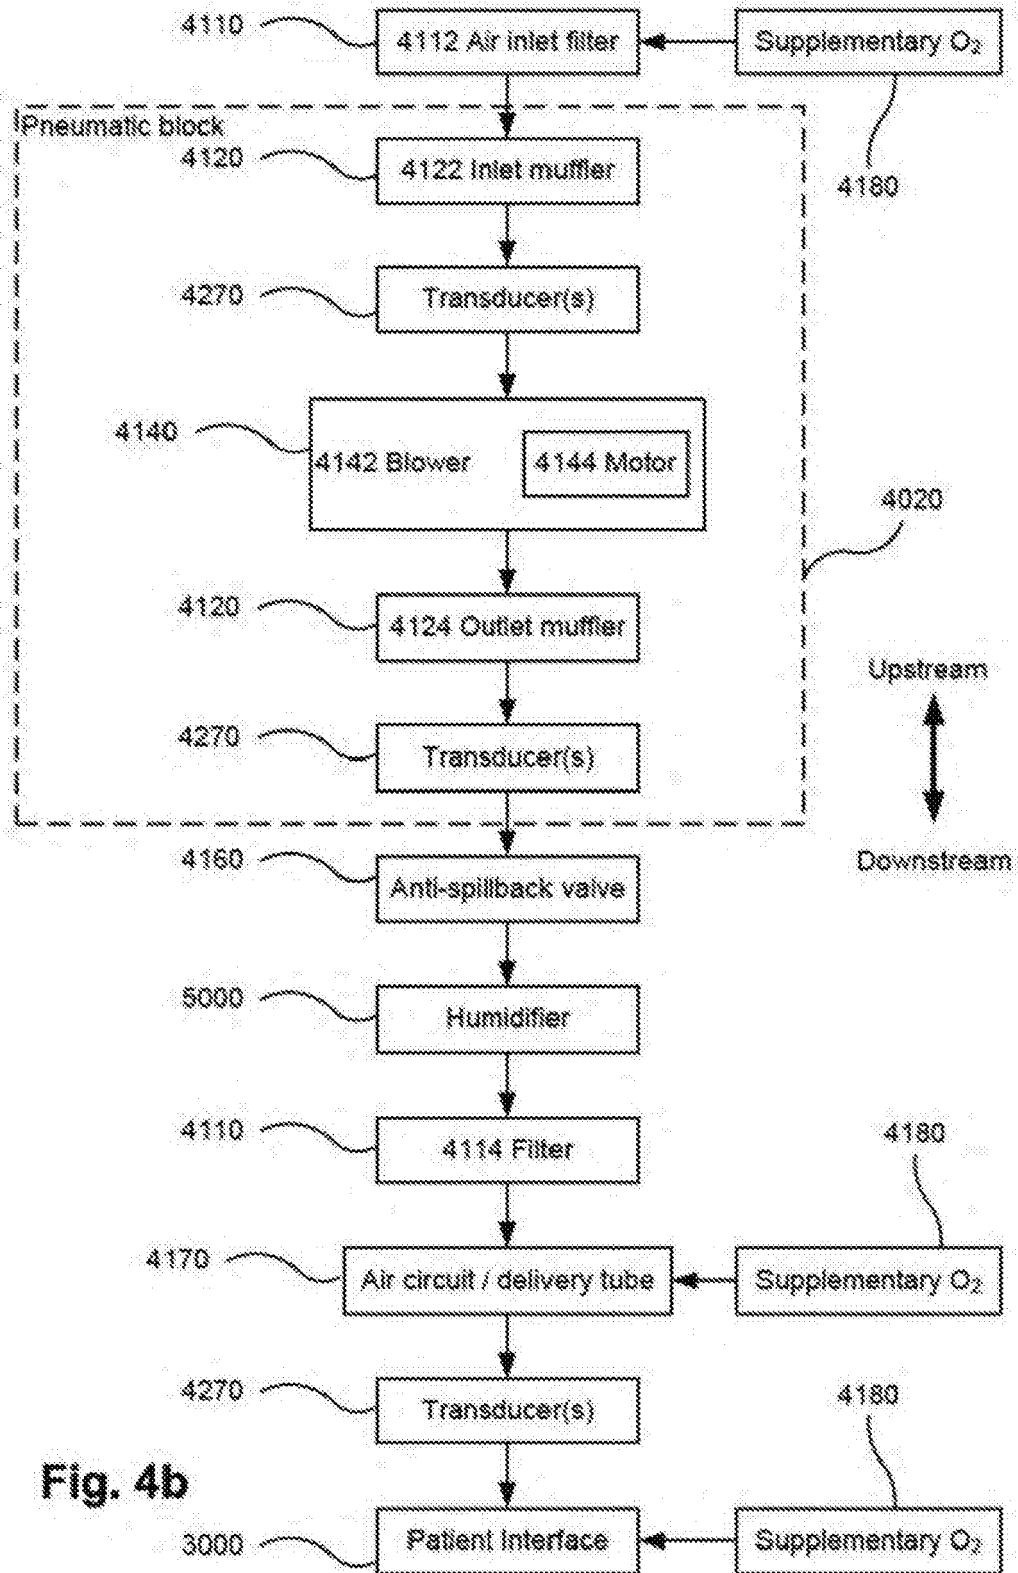 4110
4112 Air inlet filter
Supplementary O₂
Pneumatic block
4120
4122 Inlet muffler
4180
4270
Transducer(s)
4140
4142 Blower
4144 Motor
4020
4120
4124 Outlet muffler
Upstream
4270
Transducer(s)
Downstream
4160
Anti-spillback valve
5000
Humidifier
4110
4114 Filter
4180
4170
Air circuit / delivery tube
Supplementary O₂
4270
Transducer(s)
4180
Fig. 4b
3000
Patient Interface
Supplementary O₂